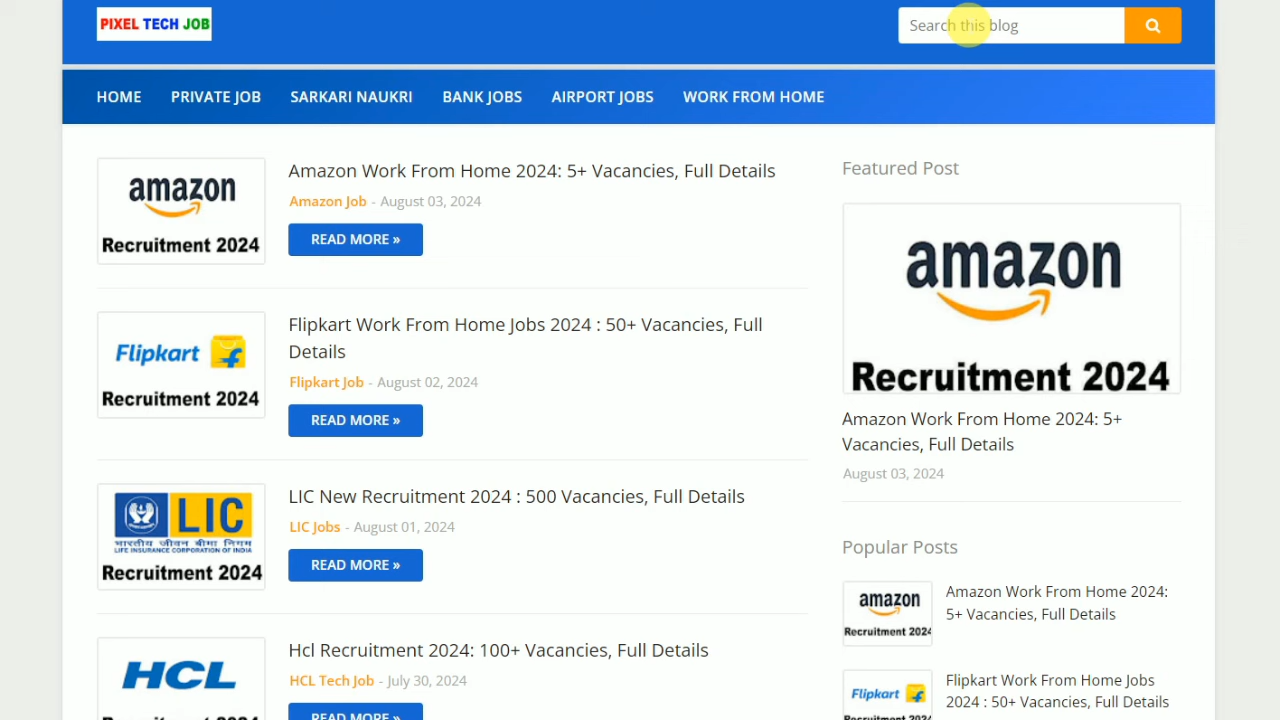 PIXEL TECH JOB
Search this blog
HOME PRIVATE JOB SARKARI NAUKRI BANK JOBS AIRPORT JOBS WORK FROM HOME
amazon
Recruitment 2024
Amazon Work From Home 2024: 5+ Vacancies, Full Details
Amazon Job - August 03, 2024
READ MORE »
Flipkart
Recruitment 2024
Flipkart Work From Home Jobs 2024 : 50+ Vacancies, Full
Details
Flipkart Job - August 02, 2024
READ MORE »
LIC
भारतीय जीवन बीमा निगम
LIFE INSURANCE CORPORATION OF INDIA
Recruitment 2024
LIC New Recruitment 2024 : 500 Vacancies, Full Details
LIC Jobs - August 01, 2024
READ MORE »
HCL
Recruitment 2024
Hcl Recruitment 2024: 100+ Vacancies, Full Details
HCL Tech Job - July 30, 2024
READ MORE »
Featured Post
amazon
Recruitment 2024
Amazon Work From Home 2024: 5+
Vacancies, Full Details
August 03, 2024
Popular Posts
amazon
Recruitment 2024
Amazon Work From Home 2024:
5+ Vacancies, Full Details
Flipkart
Recruitment 2024
Flipkart Work From Home Jobs
2024 : 50+ Vacancies, Full Details